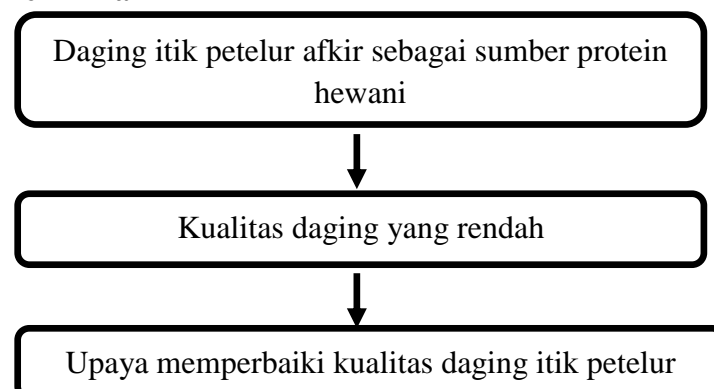 Daging itik petelur afkir sebagai sumber protein
hewani
Kualitas daging yang rendah
Upaya memperbaiki kualitas daging itik petelur